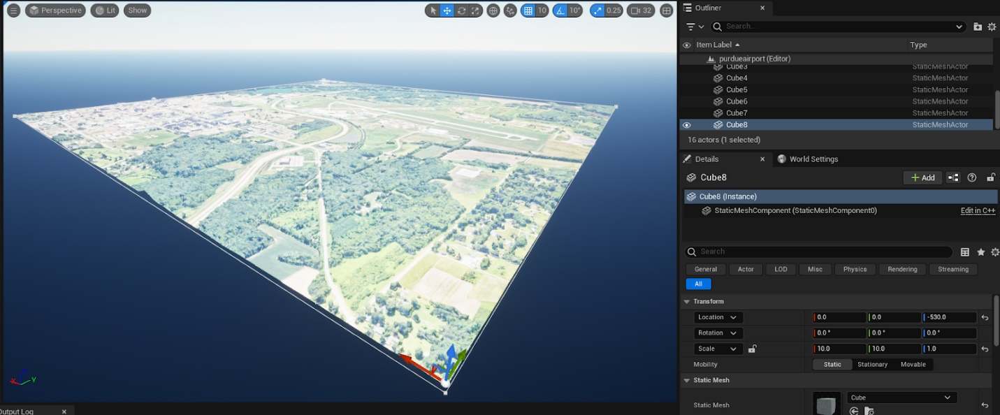 Perspective Lit Show 10 10° 0.25 32
Outliner
Search...
Item Label Type
purdueairport (Editor)
Cube3 StaticMeshActor
Cube4 StaticMeshActor
Cube5 StaticMeshActor
Cube6 StaticMeshActor
Cube7 StaticMeshActor
Cube8 StaticMeshActor
16 actors (1 selected)
Details World Settings
Cube8 + Add
Cube8 (Instance)
StaticMeshComponent (StaticMeshComponent0) Edit in C++
Search
General Actor LOD Misc Physics Rendering Streaming
All
Transform
Location 0.0 0.0 -530.0
Rotation 0.0° 0.0° 0.0°
Scale 10.0 10.0 1.0
Mobility Static Stationary Movable
Static Mesh
Static Mesh Cube
X Y
Output Log